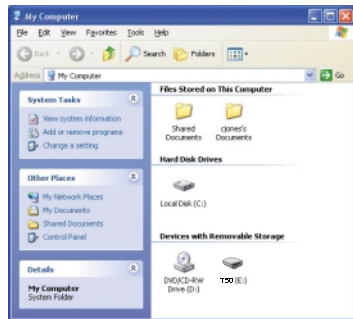 My Computer
File Edit View Favorites Tools Help
Back Search Folders
Address My Computer Go
System Tasks
View system information
Add or remove programs
Change a setting
Other Places
My Network Places
My Documents
Shared Documents
Control Panel
Details
My Computer
System Folder
Files Stored on This Computer
Shared Documents
cjones's Documents
Hard Disk Drives
Local Disk (C:)
Devices with Removable Storage
DVD/CD-RW Drive (D:)
T50 (E:)